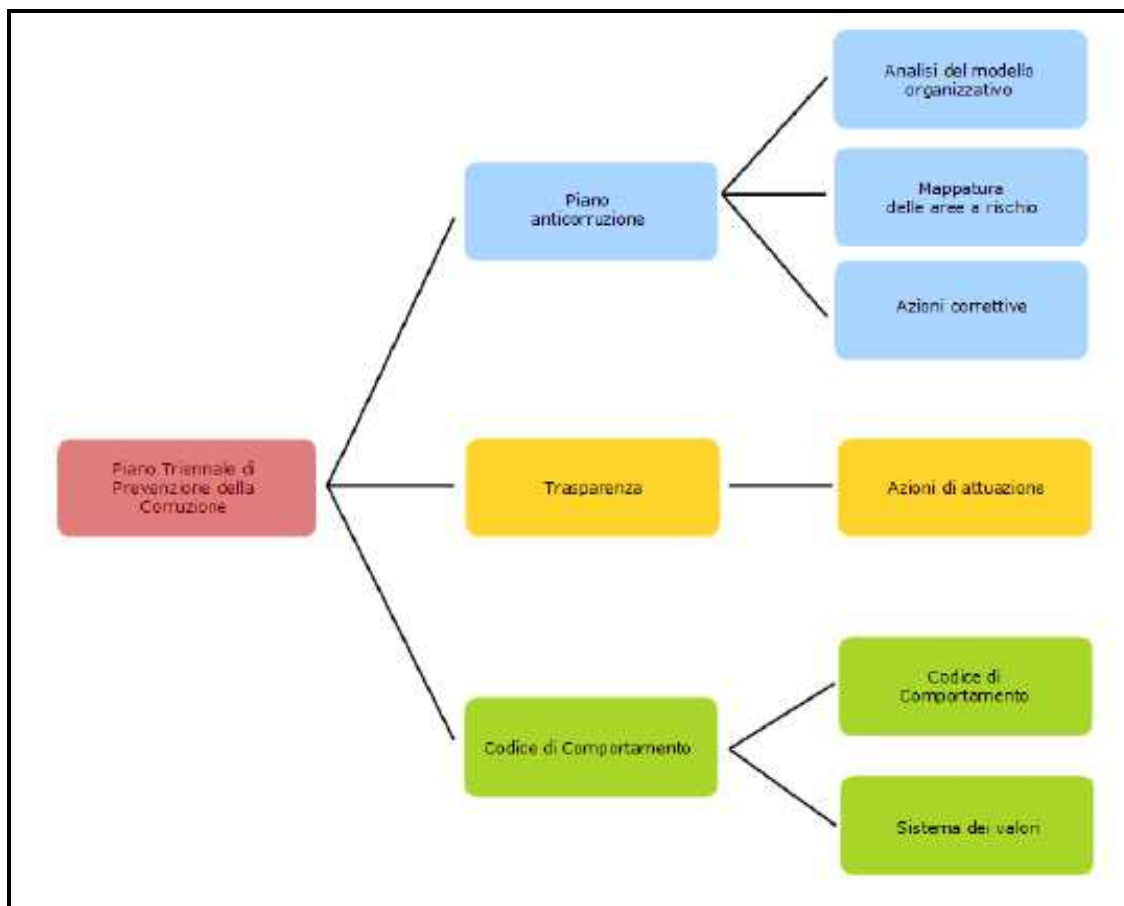 Analisi del modello
organizzativo
Piano
anticorruzione
Mappatura
delle aree a rischio
Azioni correttive
Piano Triennale di
Prevenzione della
Corruzione
Trasparenza
Azioni di attuazione
Codice di Comportamento
Codice di
Comportamento
Sistema dei valori